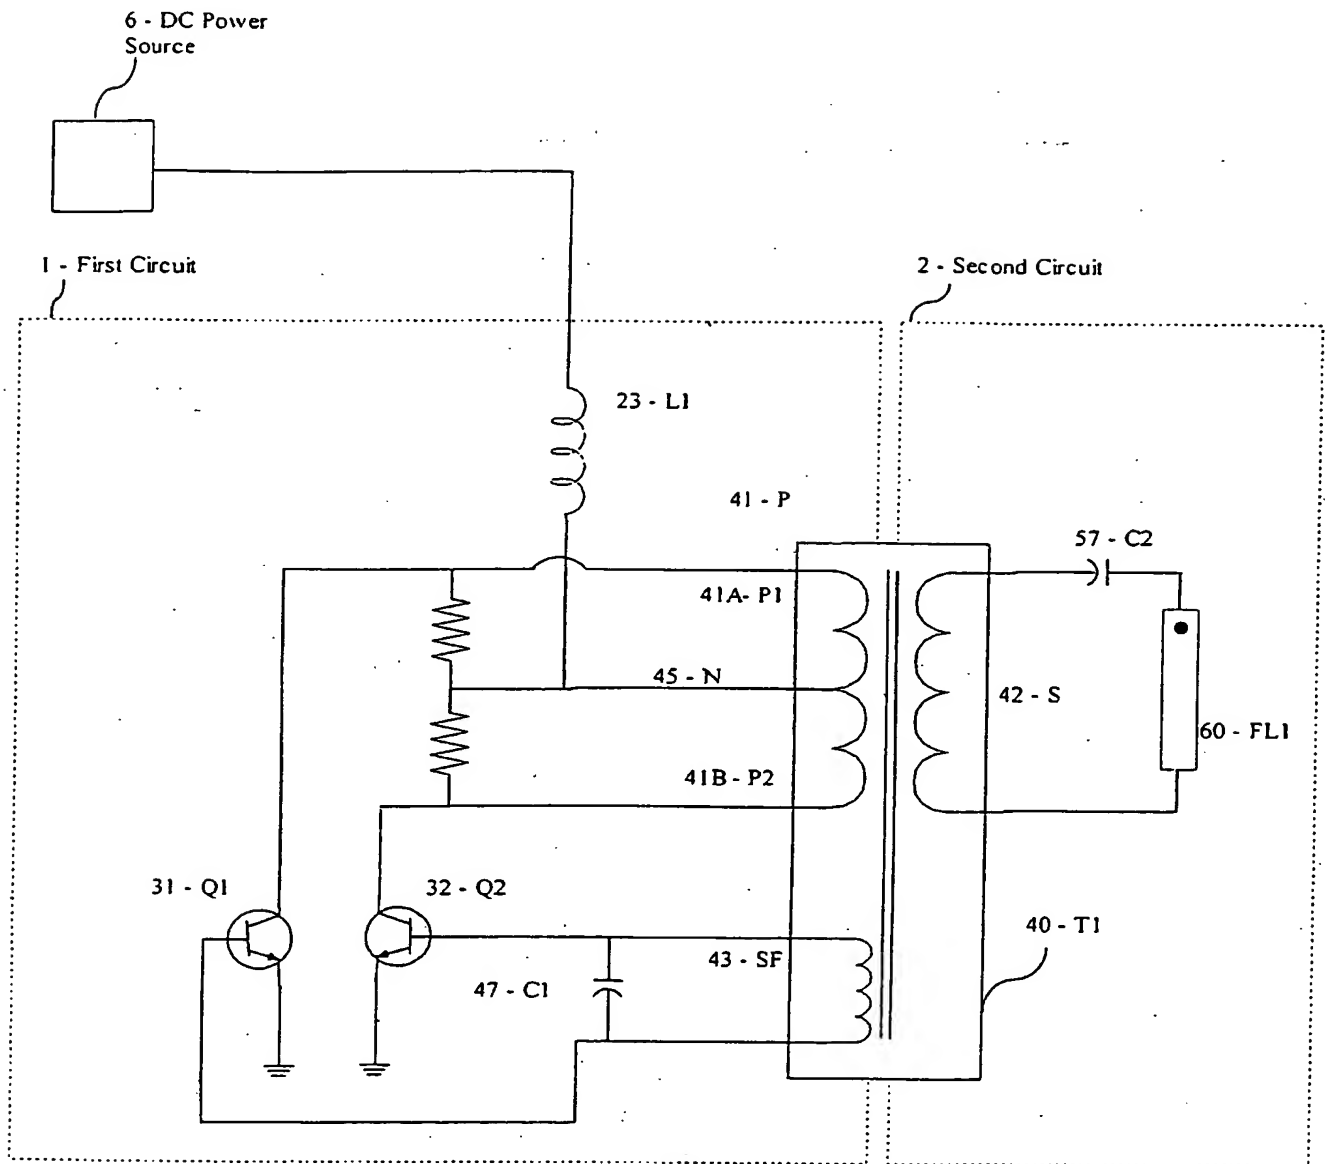 6 - DC Power
Source
1 - First Circuit
2 - Second Circuit
23 - L1
41 - P
57 - C2
41A- P1
45 - N
42 - S
60 - FL1
41B - P2
31 - Q1
32 - Q2
40 - T1
43 - SF
47 - C1